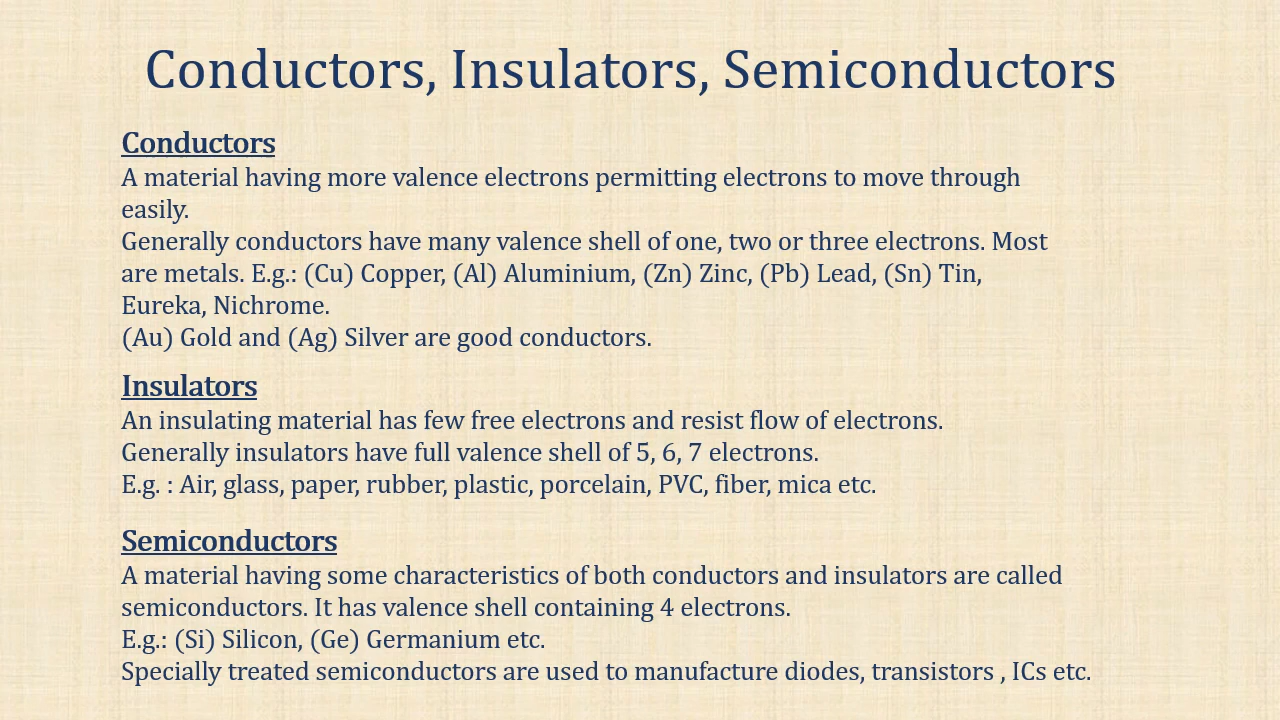 Conductors, Insulators, Semiconductors
Conductors
A material having more valence electrons permitting electrons to move through
easily.
Generally conductors have many valence shell of one, two or three electrons. Most
are metals. E.g.: (Cu) Copper, (Al) Aluminium, (Zn) Zinc, (Pb) Lead, (Sn) Tin,
Eureka, Nichrome.
(Au) Gold and (Ag) Silver are good conductors.
Insulators
An insulating material has few free electrons and resist flow of electrons.
Generally insulators have full valence shell of 5, 6, 7 electrons.
E.g. : Air, glass, paper, rubber, plastic, porcelain, PVC, fiber, mica etc.
Semiconductors
A material having some characteristics of both conductors and insulators are called
semiconductors. It has valence shell containing 4 electrons.
E.g.: (Si) Silicon, (Ge) Germanium etc.
Specially treated semiconductors are used to manufacture diodes, transistors , ICs etc.